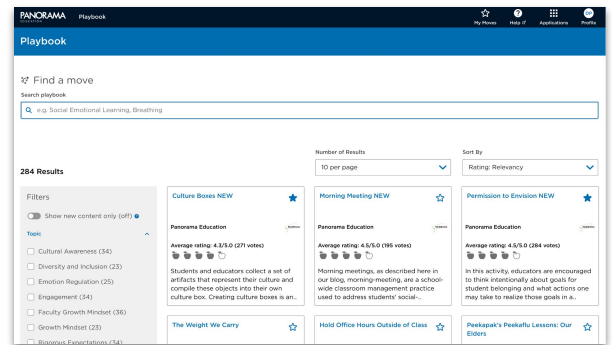 PANORAMA
EDUCATION
Playbook
My Moves
Help
Applications
Profile
Playbook
Find a move
Search playbook
e.g. Social Emotional Learning, Breathing
Number of Results
Sort By
284 Results
10 per page
Rating: Relevancy
Filters
Show new content only (off)
Topic
Cultural Awareness (34)
Diversity and Inclusion (23)
Emotion Regulation (25)
Engagement (34)
Faculty Growth Mindset (36)
Growth Mindset (23)
Rigorous Expectations (34)
Culture Boxes NEW
Panorama Education
Average rating: 4.3/5.0 (271 votes)
Students and educators collect a set of
artifacts that represent their culture and
compile these objects into their own
culture box. Creating culture boxes is an...
Morning Meeting NEW
Panorama Education
Average rating: 4.5/5.0 (195 votes)
Morning meetings, as described here in
our blog, morning-meeting, are a school-
wide classroom management practice
used to address students' social-...
Permission to Envision NEW
Panorama Education
Average rating: 4.5/5.0 (284 votes)
In this activity, educators are encouraged
to think intentionally about goals for
student belonging and what actions one
may take to realize those goals in a...
The Weight We Carry
Hold Office Hours Outside of Class
Peekapak's Peekaflu Lessons: Our
Elders